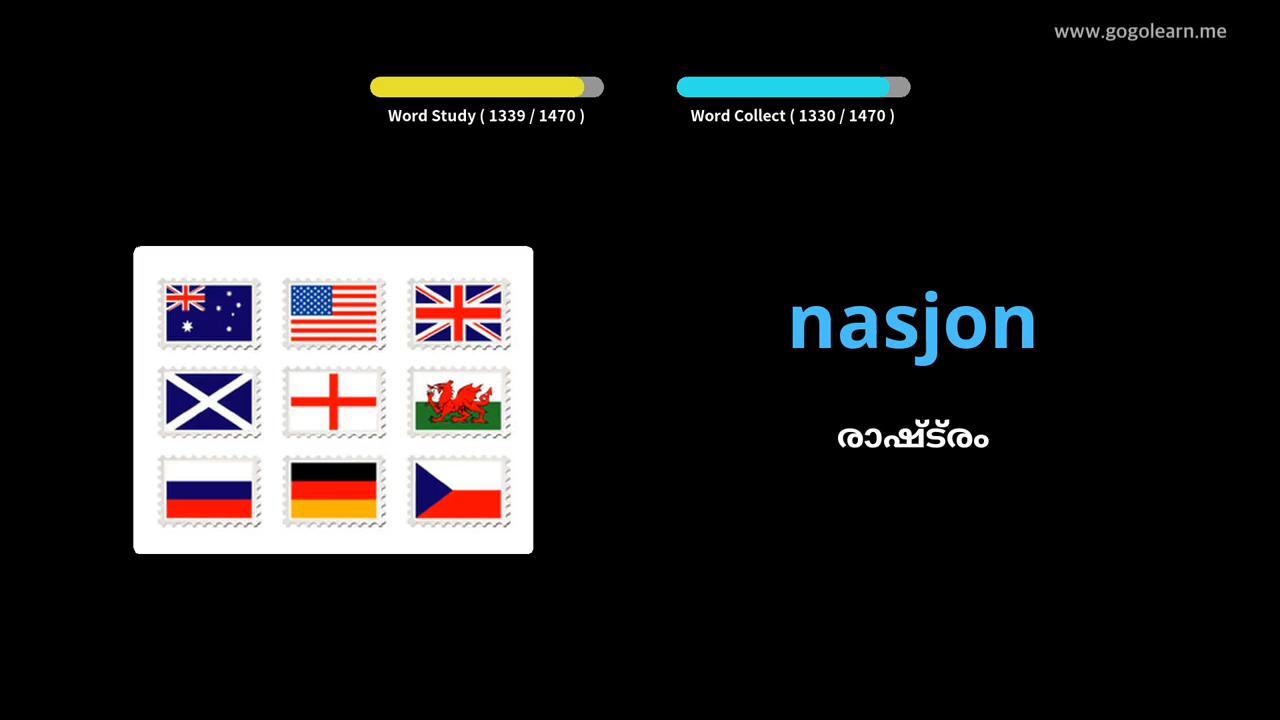 www.gogolearn.me
Word Study ( 1339 / 1470 )
Word Collect ( 1330 / 1470 )
nasjon
രാഷ്ട്രം